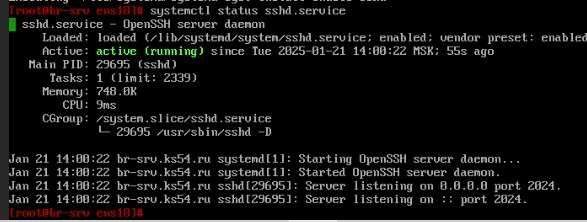 [root@br-srv ens18]# systemctl status sshd.service
sshd.service - OpenSSH server daemon
Loaded: loaded (/lib/systemd/system/sshd.service; enabled; vendor preset: enabled
Active: active (running) since Tue 2025-01-21 14:00:22 MSK; 55s ago
Main PID: 29695 (sshd)
Tasks: 1 (limit: 2339)
Memory: 748.0K
CPU: 9ms
CGroup: /system.slice/sshd.service
└─ 29695 /usr/sbin/sshd -D
Jan 21 14:00:22 br-srv.ks54.ru systemd[1]: Starting OpenSSH server daemon...
Jan 21 14:00:22 br-srv.ks54.ru systemd[1]: Started OpenSSH server daemon.
Jan 21 14:00:22 br-srv.ks54.ru sshd[29695]: Server listening on 0.0.0.0 port 2024.
Jan 21 14:00:22 br-srv.ks54.ru sshd[29695]: Server listening on :: port 2024.
[root@br-srv ens18]#